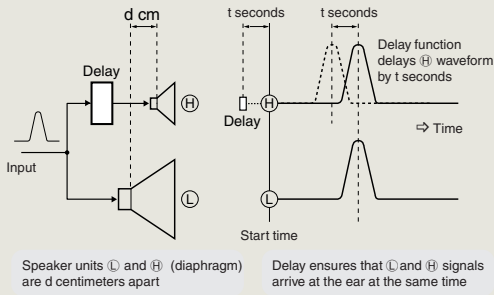 d cm
t seconds
t seconds
Delay
Ⓗ
Delay function
delays Ⓗ waveform
by t seconds
Delay
Ⓗ
⇨ Time
Input
Ⓛ
Ⓛ
Start time
Speaker units Ⓛ and Ⓗ (diaphragm)
are d centimeters apart
Delay ensures that Ⓛ and Ⓗ signals
arrive at the ear at the same time